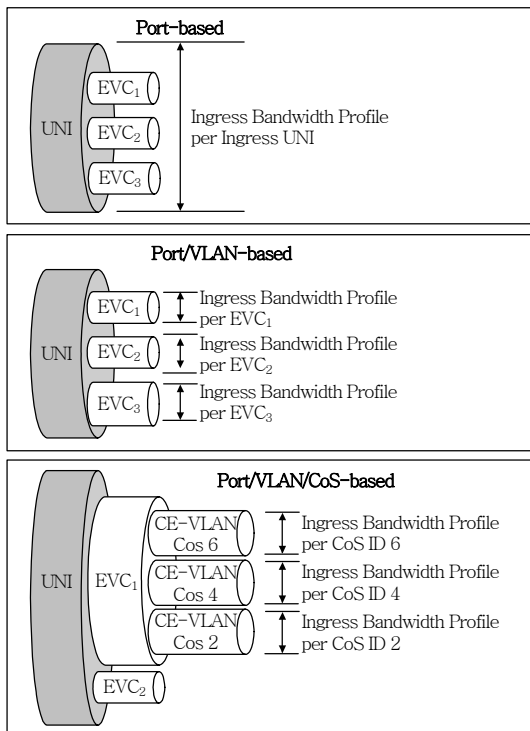 Port-based
UNI
EVC1
EVC2
EVC3
Ingress Bandwidth Profile
per Ingress UNI
Port/VLAN-based
UNI
EVC1
Ingress Bandwidth Profile
per EVC1
EVC2
Ingress Bandwidth Profile
per EVC2
EVC3
Ingress Bandwidth Profile
per EVC3
Port/VLAN/CoS-based
UNI
EVC1
CE-VLAN
Cos 6
Ingress Bandwidth Profile
per CoS ID 6
CE-VLAN
Cos 4
Ingress Bandwidth Profile
per CoS ID 4
CE-VLAN
Cos 2
Ingress Bandwidth Profile
per CoS ID 2
EVC2